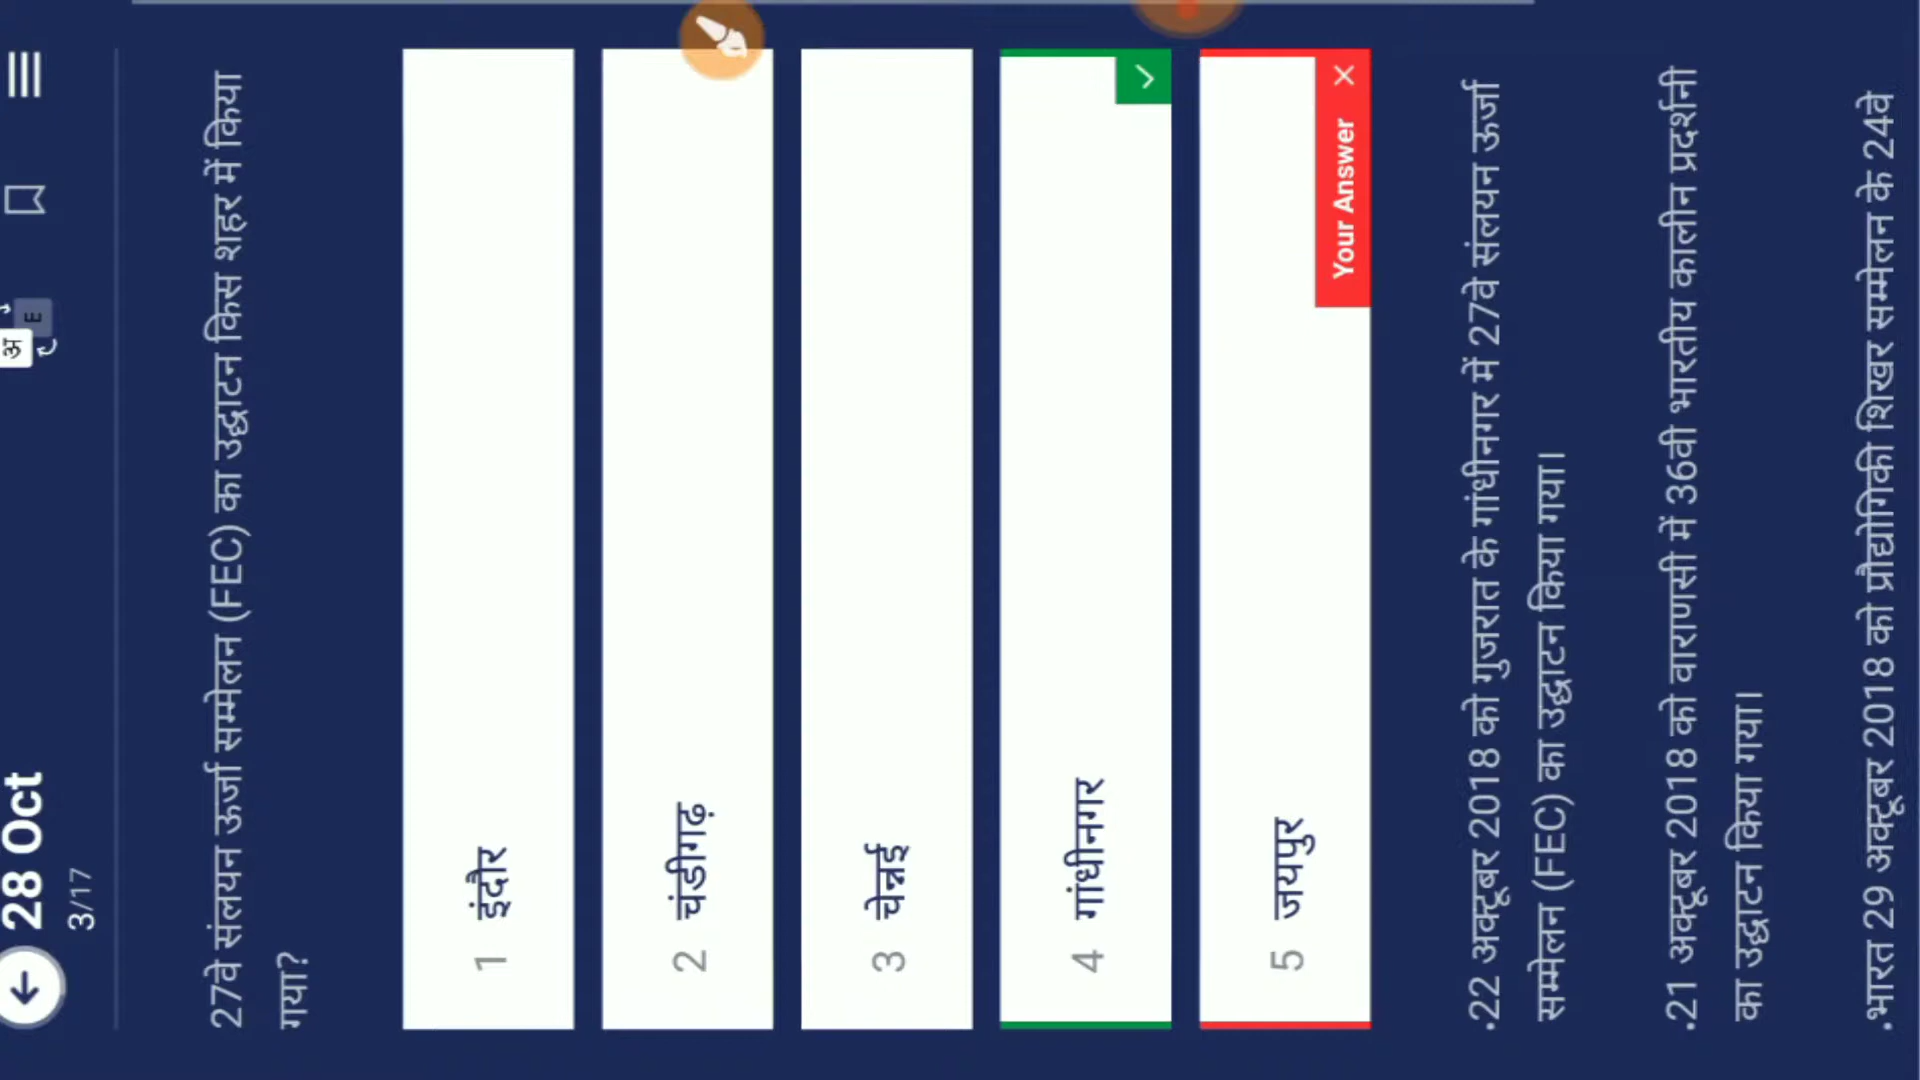 28 Oct
3/17
अ
E
27वे संलयन ऊर्जा सम्मेलन (FEC) का उद्घाटन किस शहर में किया
गया?
1 इंदौर
2 चंडीगढ़
3 चेन्नई
4 गांधीनगर
5 जयपुर
Your Answer
.22 अक्टूबर 2018 को गुजरात के गांधीनगर में 27वे संलयन ऊर्जा
सम्मेलन (FEC) का उद्घाटन किया गया।
.21 अक्टूबर 2018 को वाराणसी में 36वी भारतीय कालीन प्रदर्शनी
का उद्घाटन किया गया।
.भारत 29 अक्टूबर 2018 को प्रौद्योगिकी शिखर सम्मेलन के 24वे